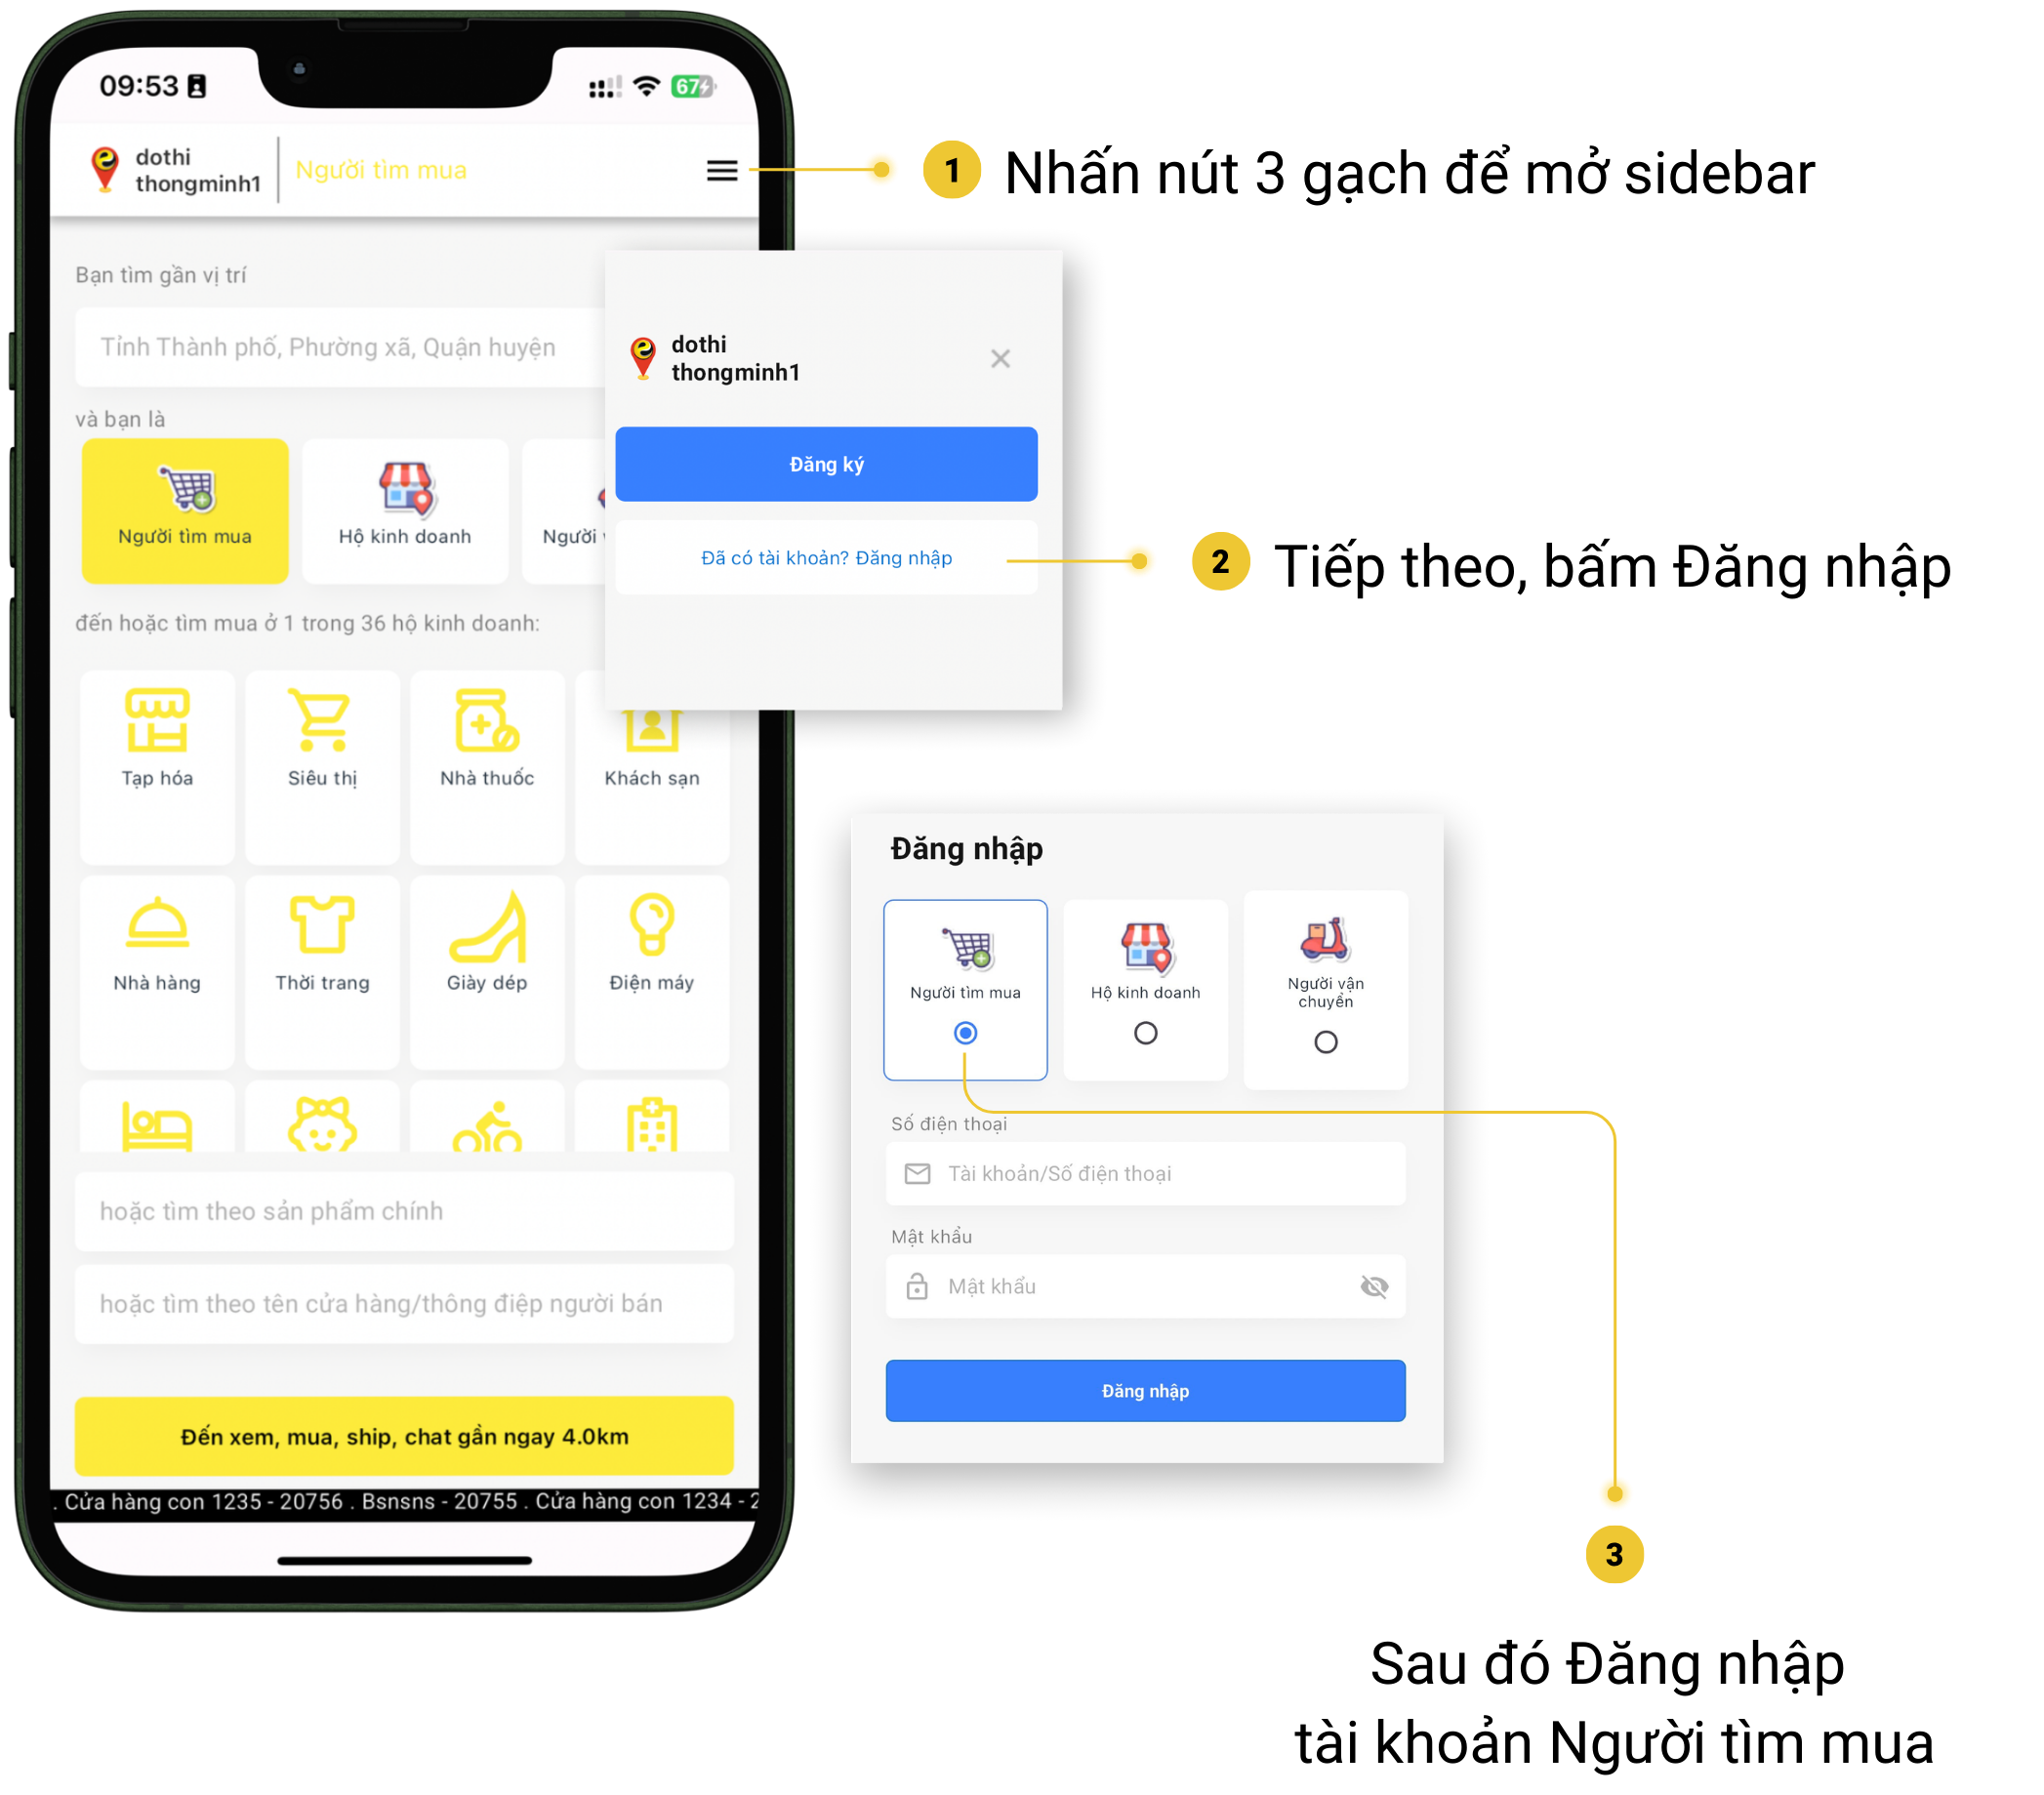 09:53
67
dothi
thongminh1
Người tìm mua
1
Nhấn nút 3 gạch để mở sidebar
Bạn tìm gần vị trí
Tỉnh Thành phố, Phường xã, Quận huyện
và bạn là
Người tìm mua
Hộ kinh doanh
Người
dothi
thongminh1
Đăng ký
Đã có tài khoản? Đăng nhập
2
Tiếp theo, bấm Đăng nhập
đến hoặc tìm mua ở 1 trong 36 hộ kinh doanh:
Tạp hóa
Siêu thị
Nhà thuốc
Khách sạn
Nhà hàng
Thời trang
Giày dép
Điện máy
hoặc tìm theo sản phẩm chính
hoặc tìm theo tên cửa hàng/thông điệp người bán
Đến xem, mua, ship, chat gần ngay 4.0km
. Cửa hàng con 1235 - 20756 . Bsnsns - 20755 . Cửa hàng con 1234 - 2
Đăng nhập
Người tìm mua
Hộ kinh doanh
Người vận
chuyển
Số điện thoại
Tài khoản/Số điện thoại
Mật khẩu
Mật khẩu
Đăng nhập
3
Sau đó Đăng nhập
tài khoản Người tìm mua